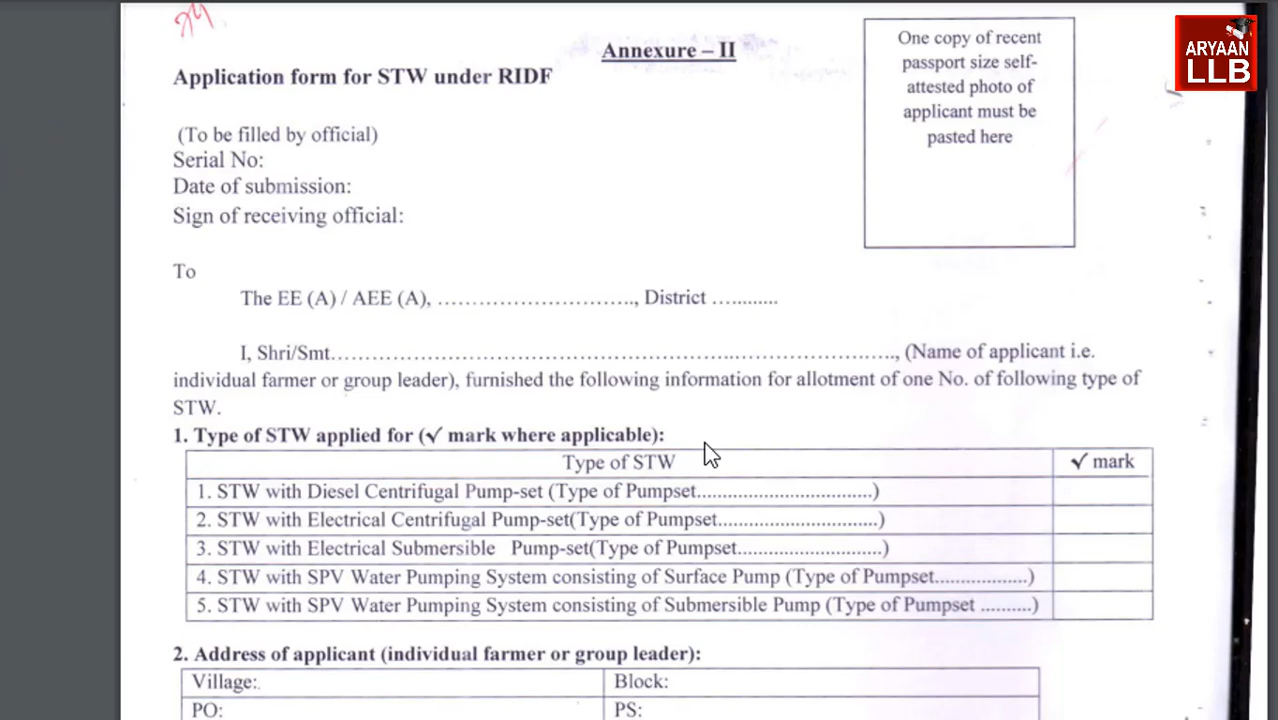 Annexure – II
One copy of recent
passport size self-
attested photo of
applicant must be
pasted here
ARYAAN
LLB
Application form for STW under RIDF
(To be filled by official)
Serial No:
Date of submission:
Sign of receiving official:
To
The EE (A) / AEE (A), ……………………………., District …..........
I, Shri/Smt……………………………………………………………..……………………….., (Name of applicant i.e.
individual farmer or group leader), furnished the following information for allotment of one No. of following type of
STW.
1. Type of STW applied for (✓ mark where applicable):
Type of STW ✓ mark
1. STW with Diesel Centrifugal Pump-set (Type of Pumpset..................................)
2. STW with Electrical Centrifugal Pump-set(Type of Pumpset...............................)
3. STW with Electrical Submersible Pump-set(Type of Pumpset............................)
4. STW with SPV Water Pumping System consisting of Surface Pump (Type of Pumpset..................)
5. STW with SPV Water Pumping System consisting of Submersible Pump (Type of Pumpset ..........)
2. Address of applicant (individual farmer or group leader):
Village: Block:
PO: PS: